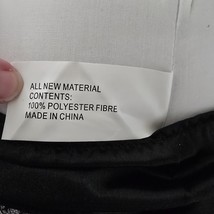 ALL NEW MATERIAL
CONTENTS:
100% POLYESTER FIBRE
MADE IN CHINA